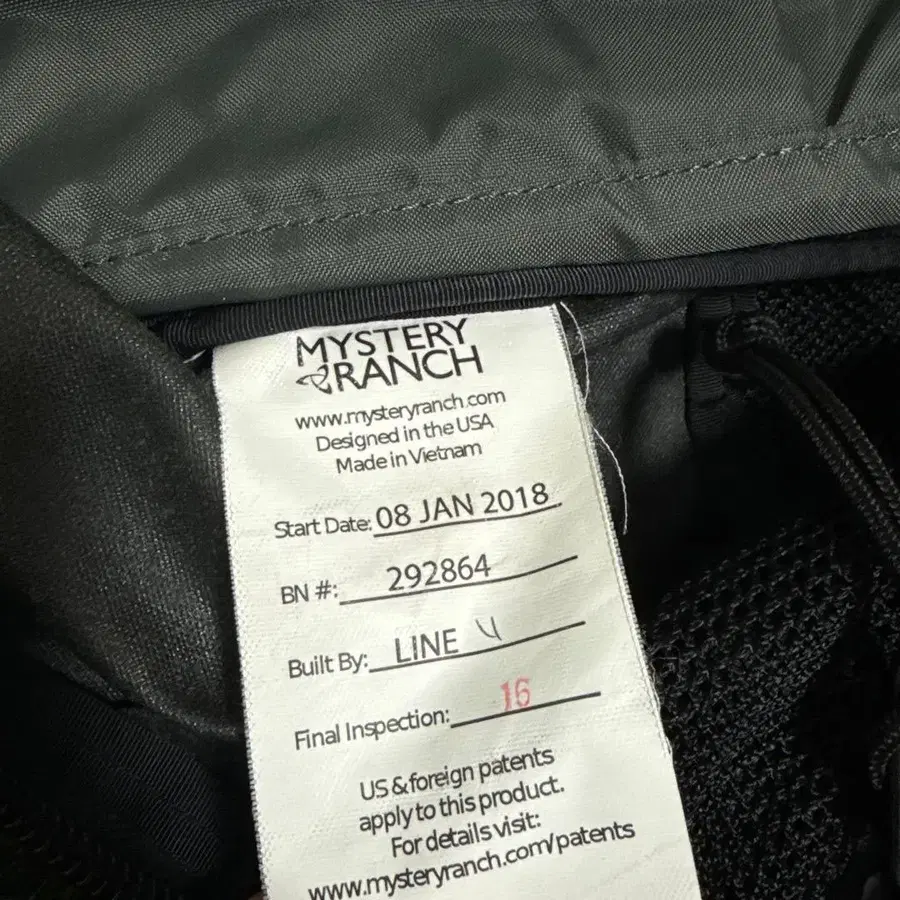 MYSTERY
RANCH
www.mysteryranch.com
Designed in the USA
Made in Vietnam
Start Date: 08 JAN 2018
BN #: 292864
Built By: LINE 4
Final Inspection: 16
US & foreign patents
apply to this product.
For details visit:
www.mysteryranch.com/patents